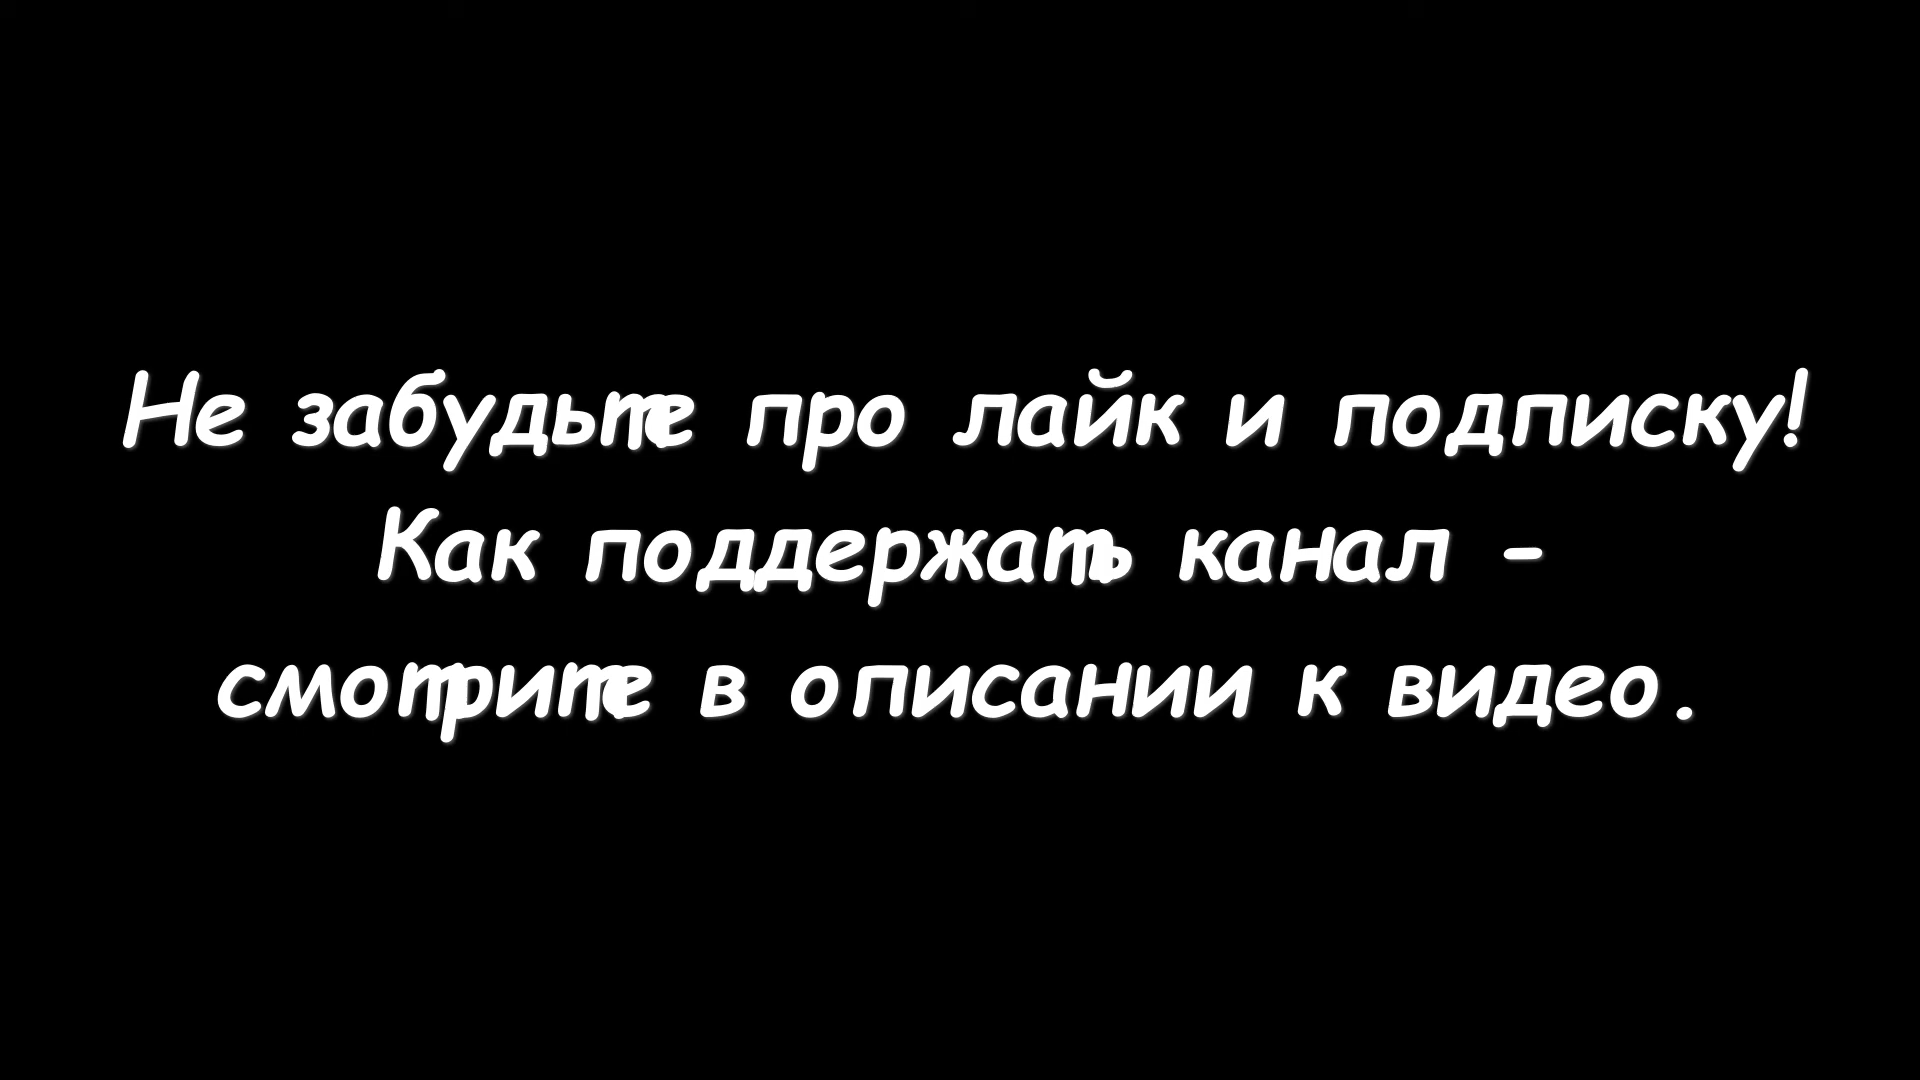 Не забудьте про лайк и подписку!
Как поддержать канал -
смотрите в описании к видео.